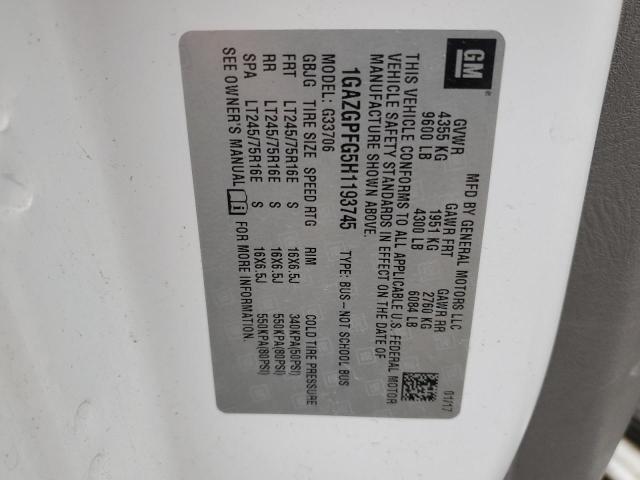 GM
MFD BY GENERAL MOTORS LLC 01/17
GVWR GAWR FRT GAWR RR
4355 KG 1951 KG 2760 KG
9600 LB 4300 LB 6084 LB
THIS VEHICLE CONFORMS TO ALL APPLICABLE U.S. FEDERAL MOTOR
VEHICLE SAFETY STANDARDS IN EFFECT ON THE DATE OF
MANUFACTURE SHOWN ABOVE.
1GAZGPFG5H1193745 TYPE: BUS – NOT SCHOOL BUS
MODEL: G33706
GBJG TIRE SIZE SPEED RTG RIM COLD TIRE PRESSURE
FRT LT245/75R16E S 16X6.5J 340KPA(50PSI)
RR LT245/75R16E S 16X6.5J 550KPA(80PSI)
SPA LT245/75R16E S 16X6.5J 550KPA(80PSI)
SEE OWNER'S MANUAL FOR MORE INFORMATION.